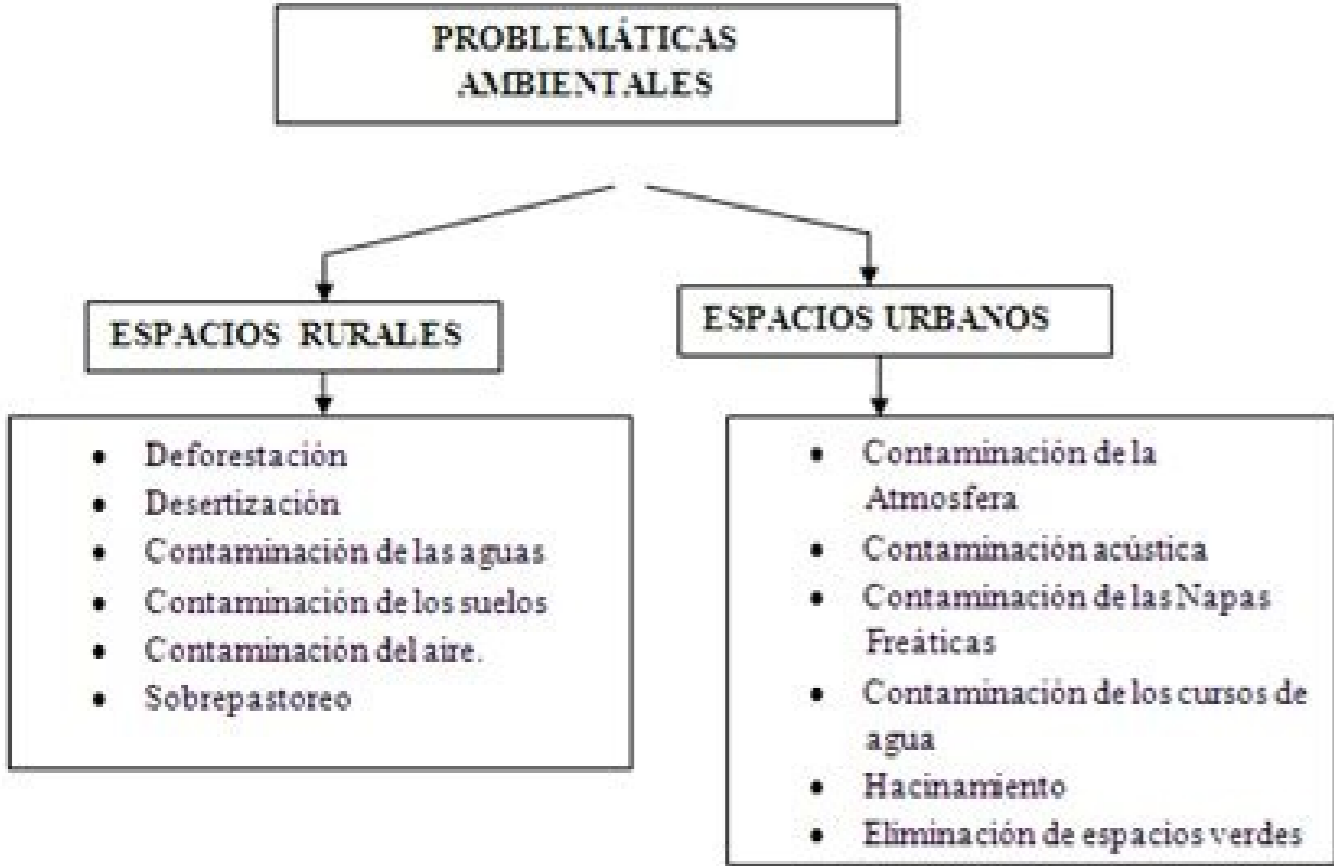 PROBLEMÁTICAS
AMBIENTALES
ESPACIOS RURALES
• Deforestación
• Desertización
• Contaminación de las aguas
• Contaminación de los suelos
• Contaminación del aire.
• Sobrepastoreo
ESPACIOS URBANOS
• Contaminación de la
Atmosfera
• Contaminación acústica
• Contaminación de las Napas
Freáticas
• Contaminación de los cursos de
agua
• Hacinamiento
• Eliminación de espacios verdes